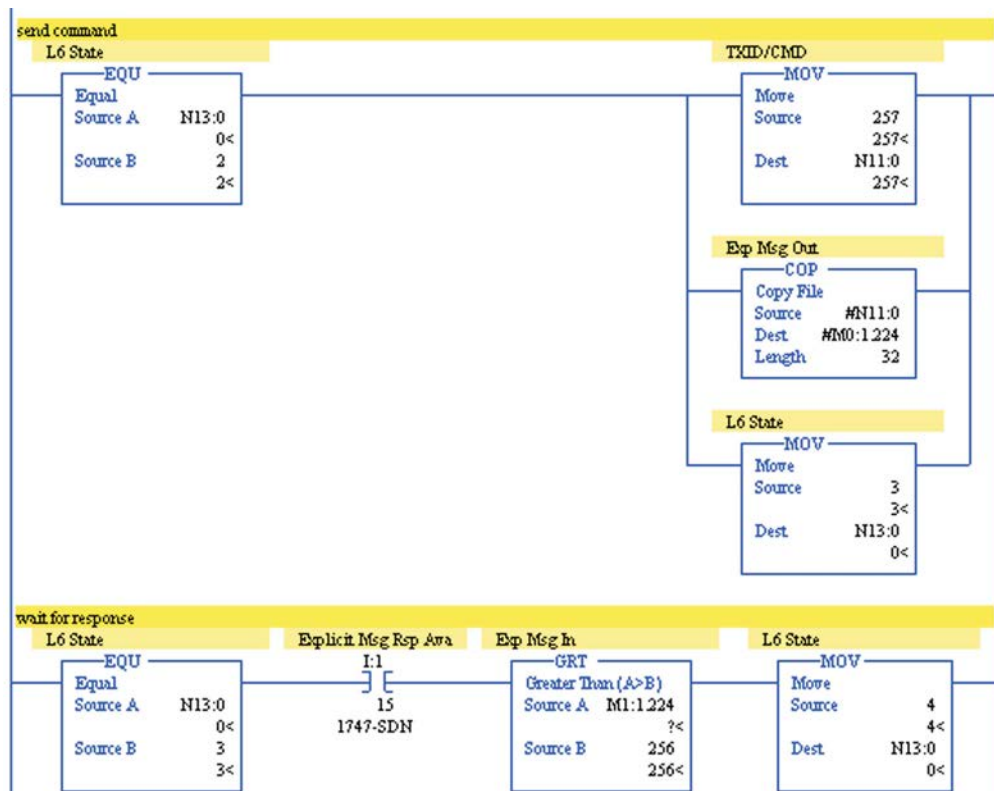 send command
L6 State
EQU
Equal
Source A N13:0
0<
Source B 2
2<
TXID/CMD
MOV
Move
Source 257
257<
Dest N11:0
257<
Exp Msg Out
COP
Copy File
Source #N11:0
Dest #M0:1.224
Length 32
L6 State
MOV
Move
Source 3
3<
Dest N13:0
0<
wait for response
L6 State
EQU
Equal
Source A N13:0
0<
Source B 3
3<
Explicit Msg Rsp Ava
I:1
15
1747-SDN
Exp Msg In
GRT
Greater Than (A>B)
Source A M1:1.224
?<
Source B 256
256<
L6 State
MOV
Move
Source 4
4<
Dest N13:0
0<